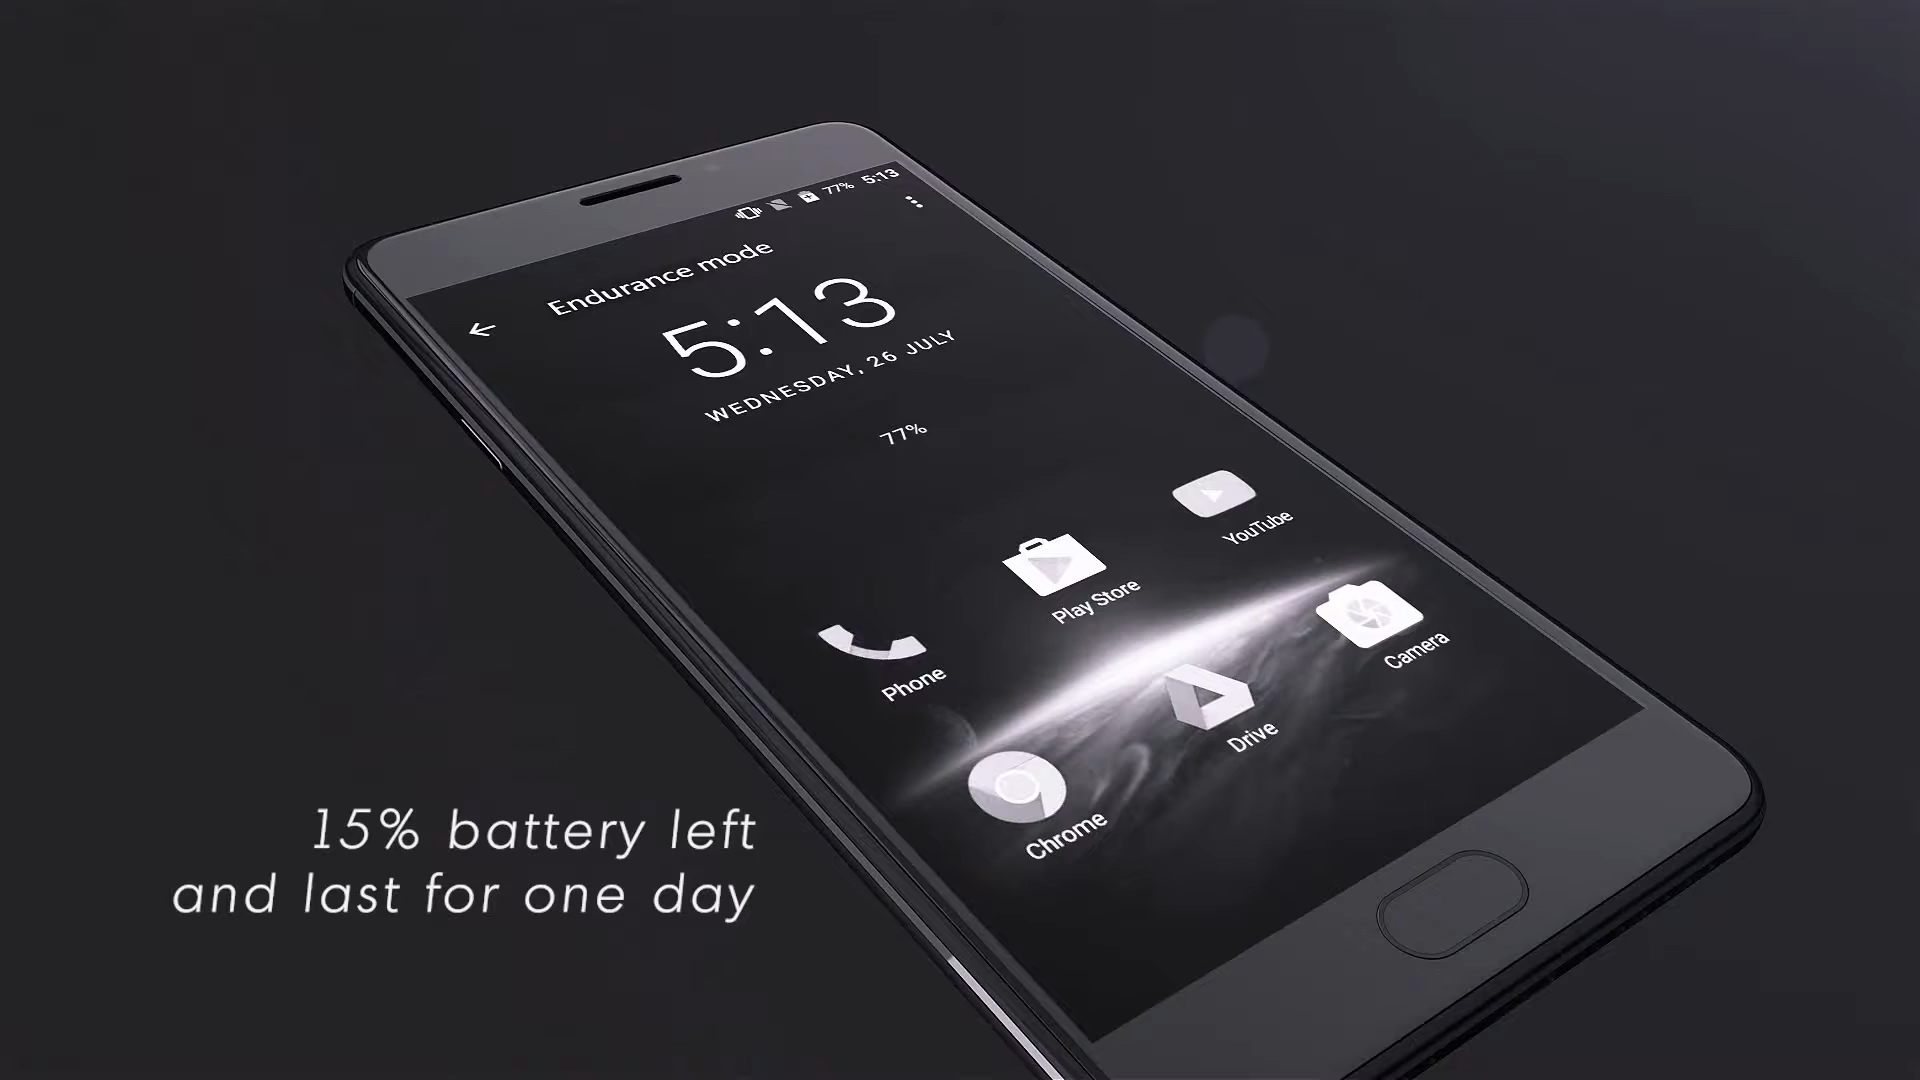 77% 5:13
Endurance mode
5:13
WEDNESDAY, 26 JULY
77%
Phone
Play Store
YouTube
Chrome
Drive
Camera
15% battery left
and last for one day